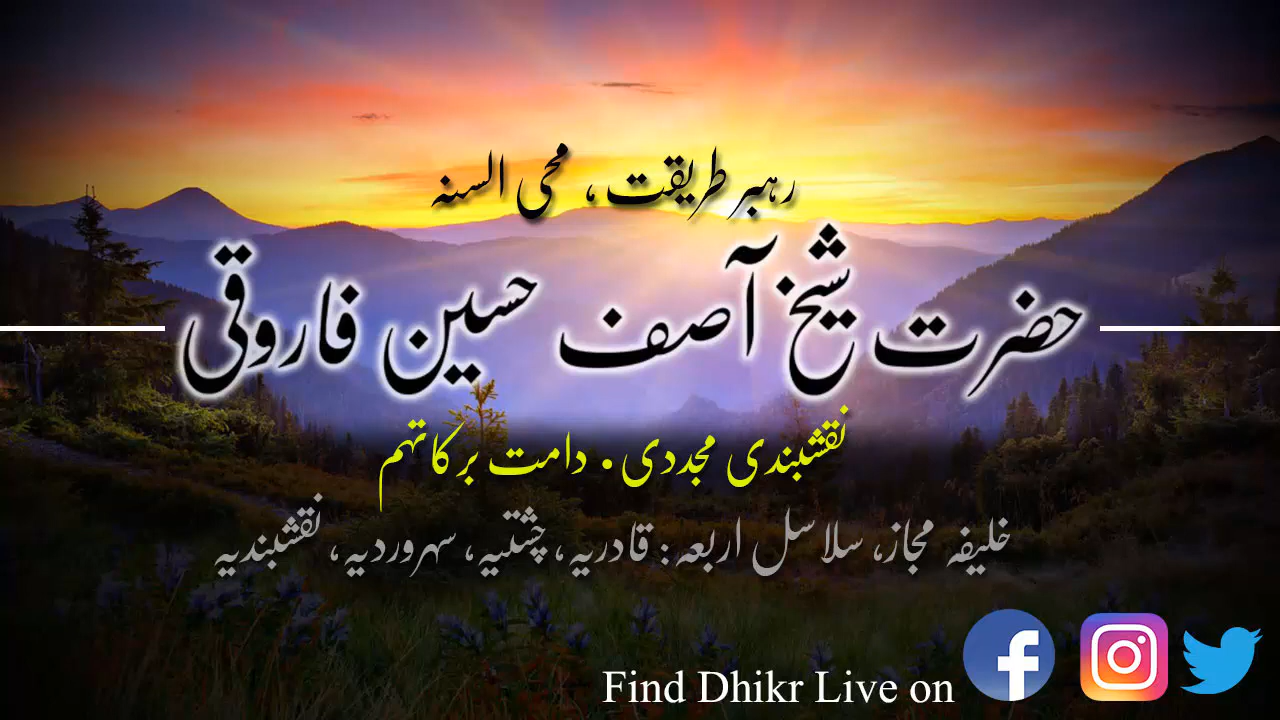 رہبر طریقت، محی السنہ
حضرت شیخ آصف حسین فاروقی
نقشبندی مجددی. دامت برکاتہم
خلیفہ مجاز، سلاسل اربعہ: قادریہ، چشتیہ، سہروردیہ، نقشبندیہ
Find Dhikr Live on